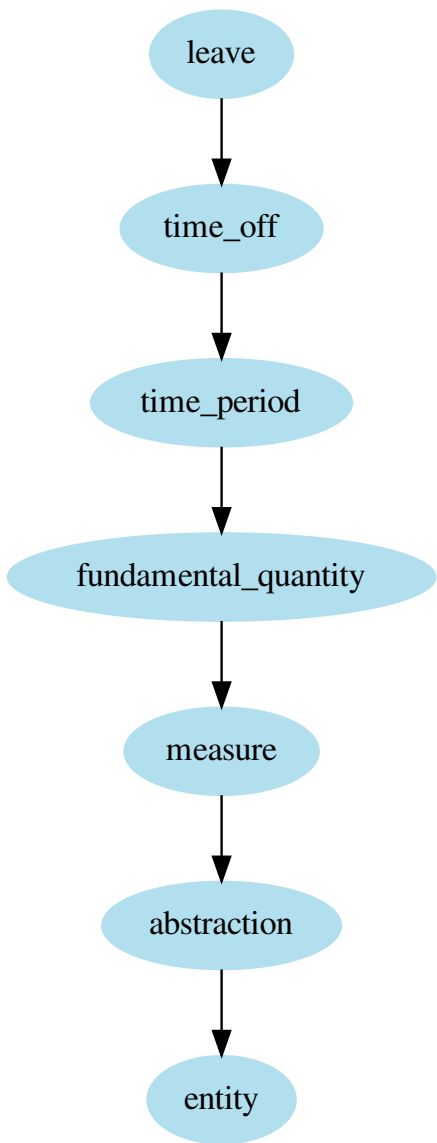 leave
time_off
time_period
fundamental_quantity
measure
abstraction
entity